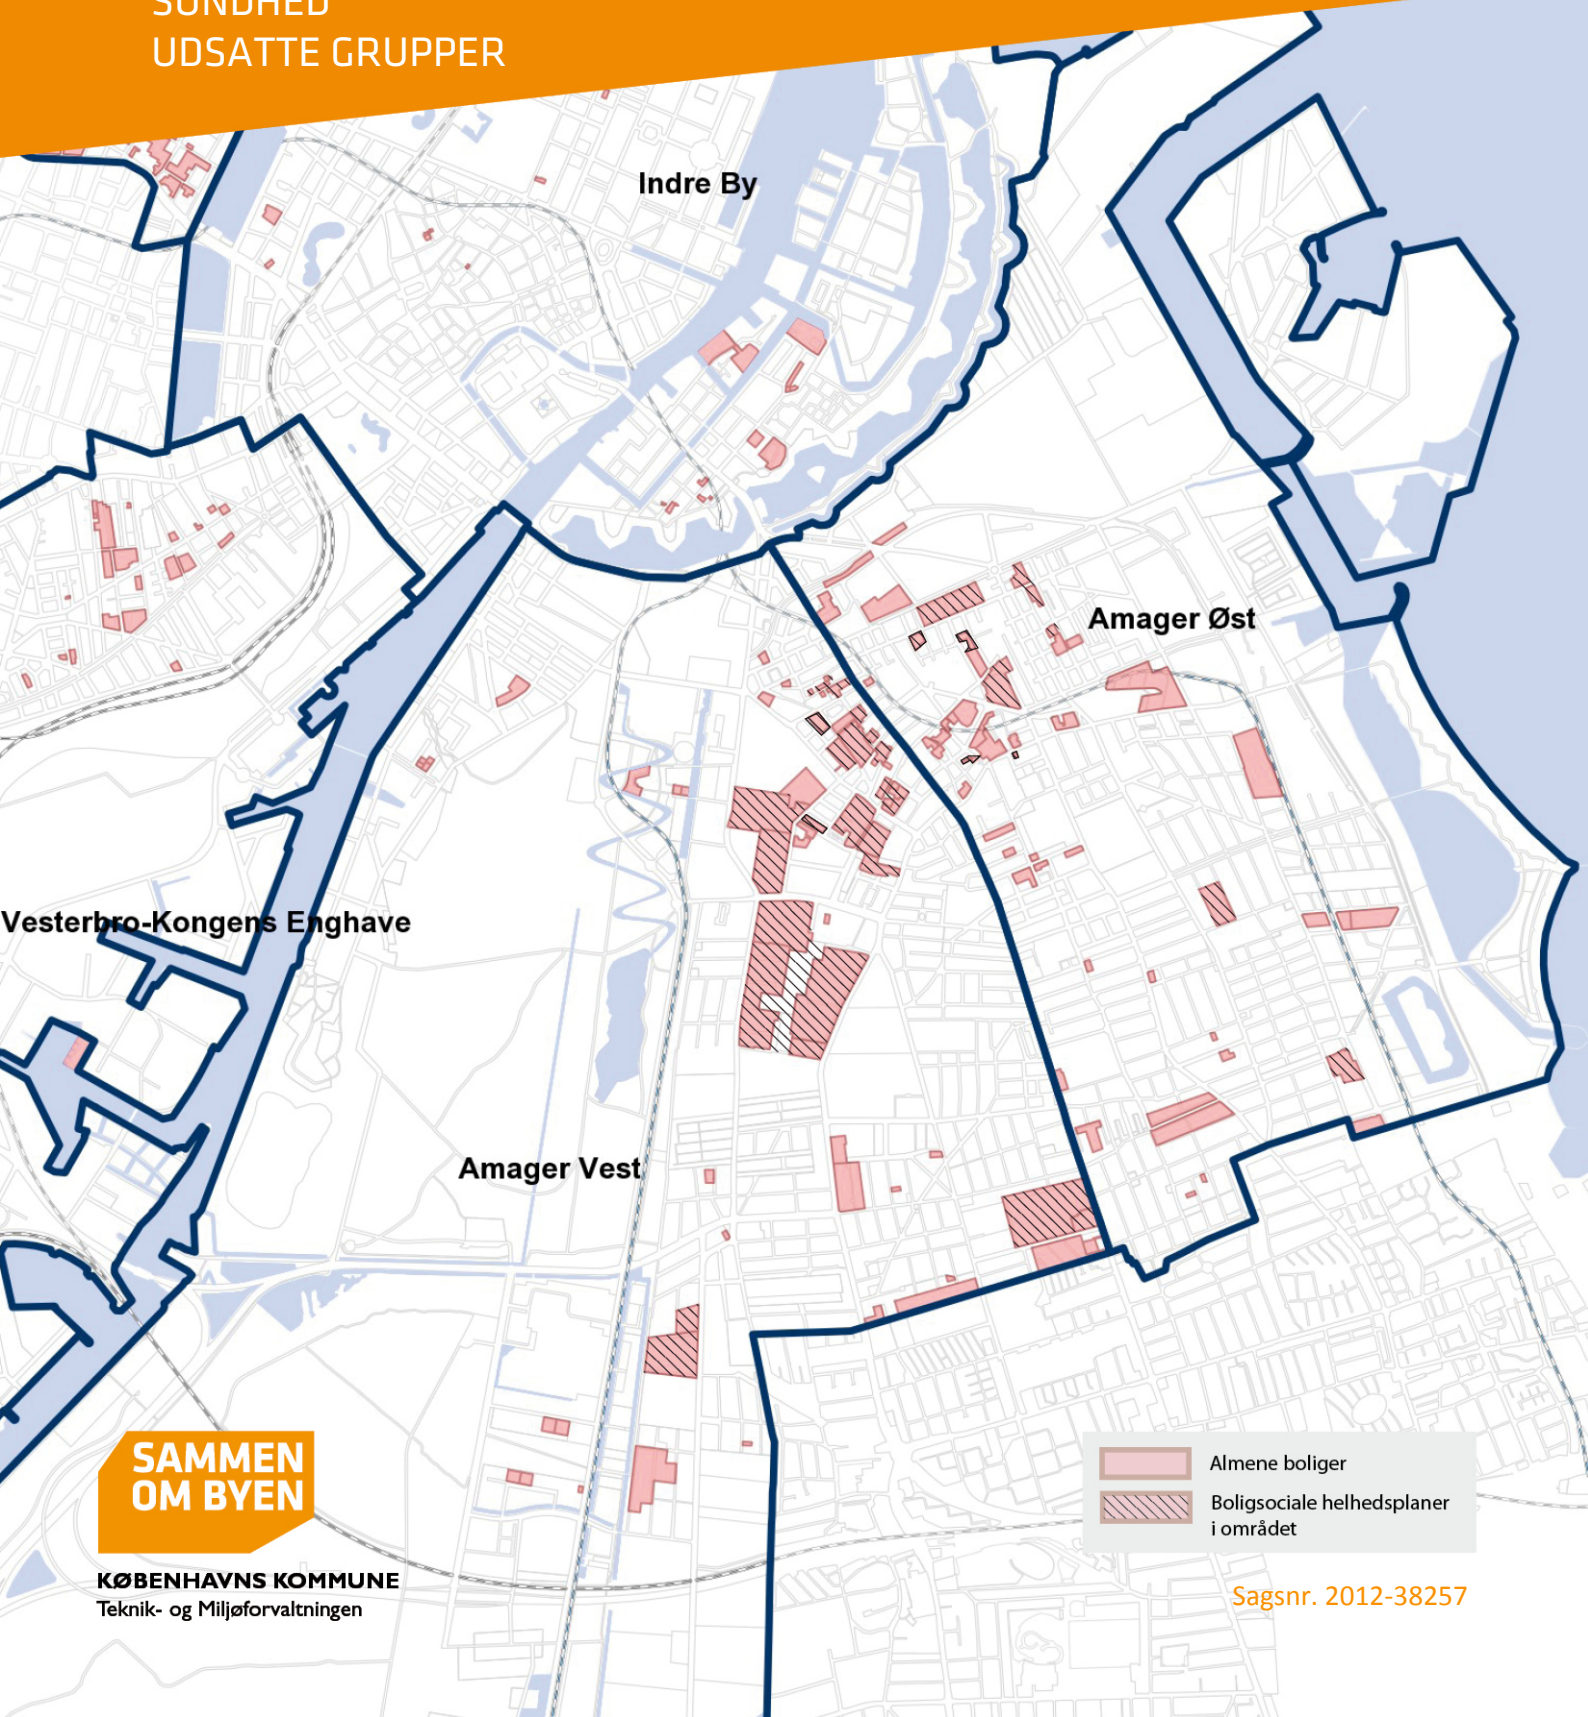 SUNDHED
UDSATTE GRUPPER
Indre By
Amager Øst
Vesterbro-Kongens Enghave
Amager Vest
SAMMEN
OM BYEN
KØBENHAVNS KOMMUNE
Teknik- og Miljøforvaltningen
Almene boliger
Boligsociale helhedsplaner
i området
Sagsnr. 2012-38257